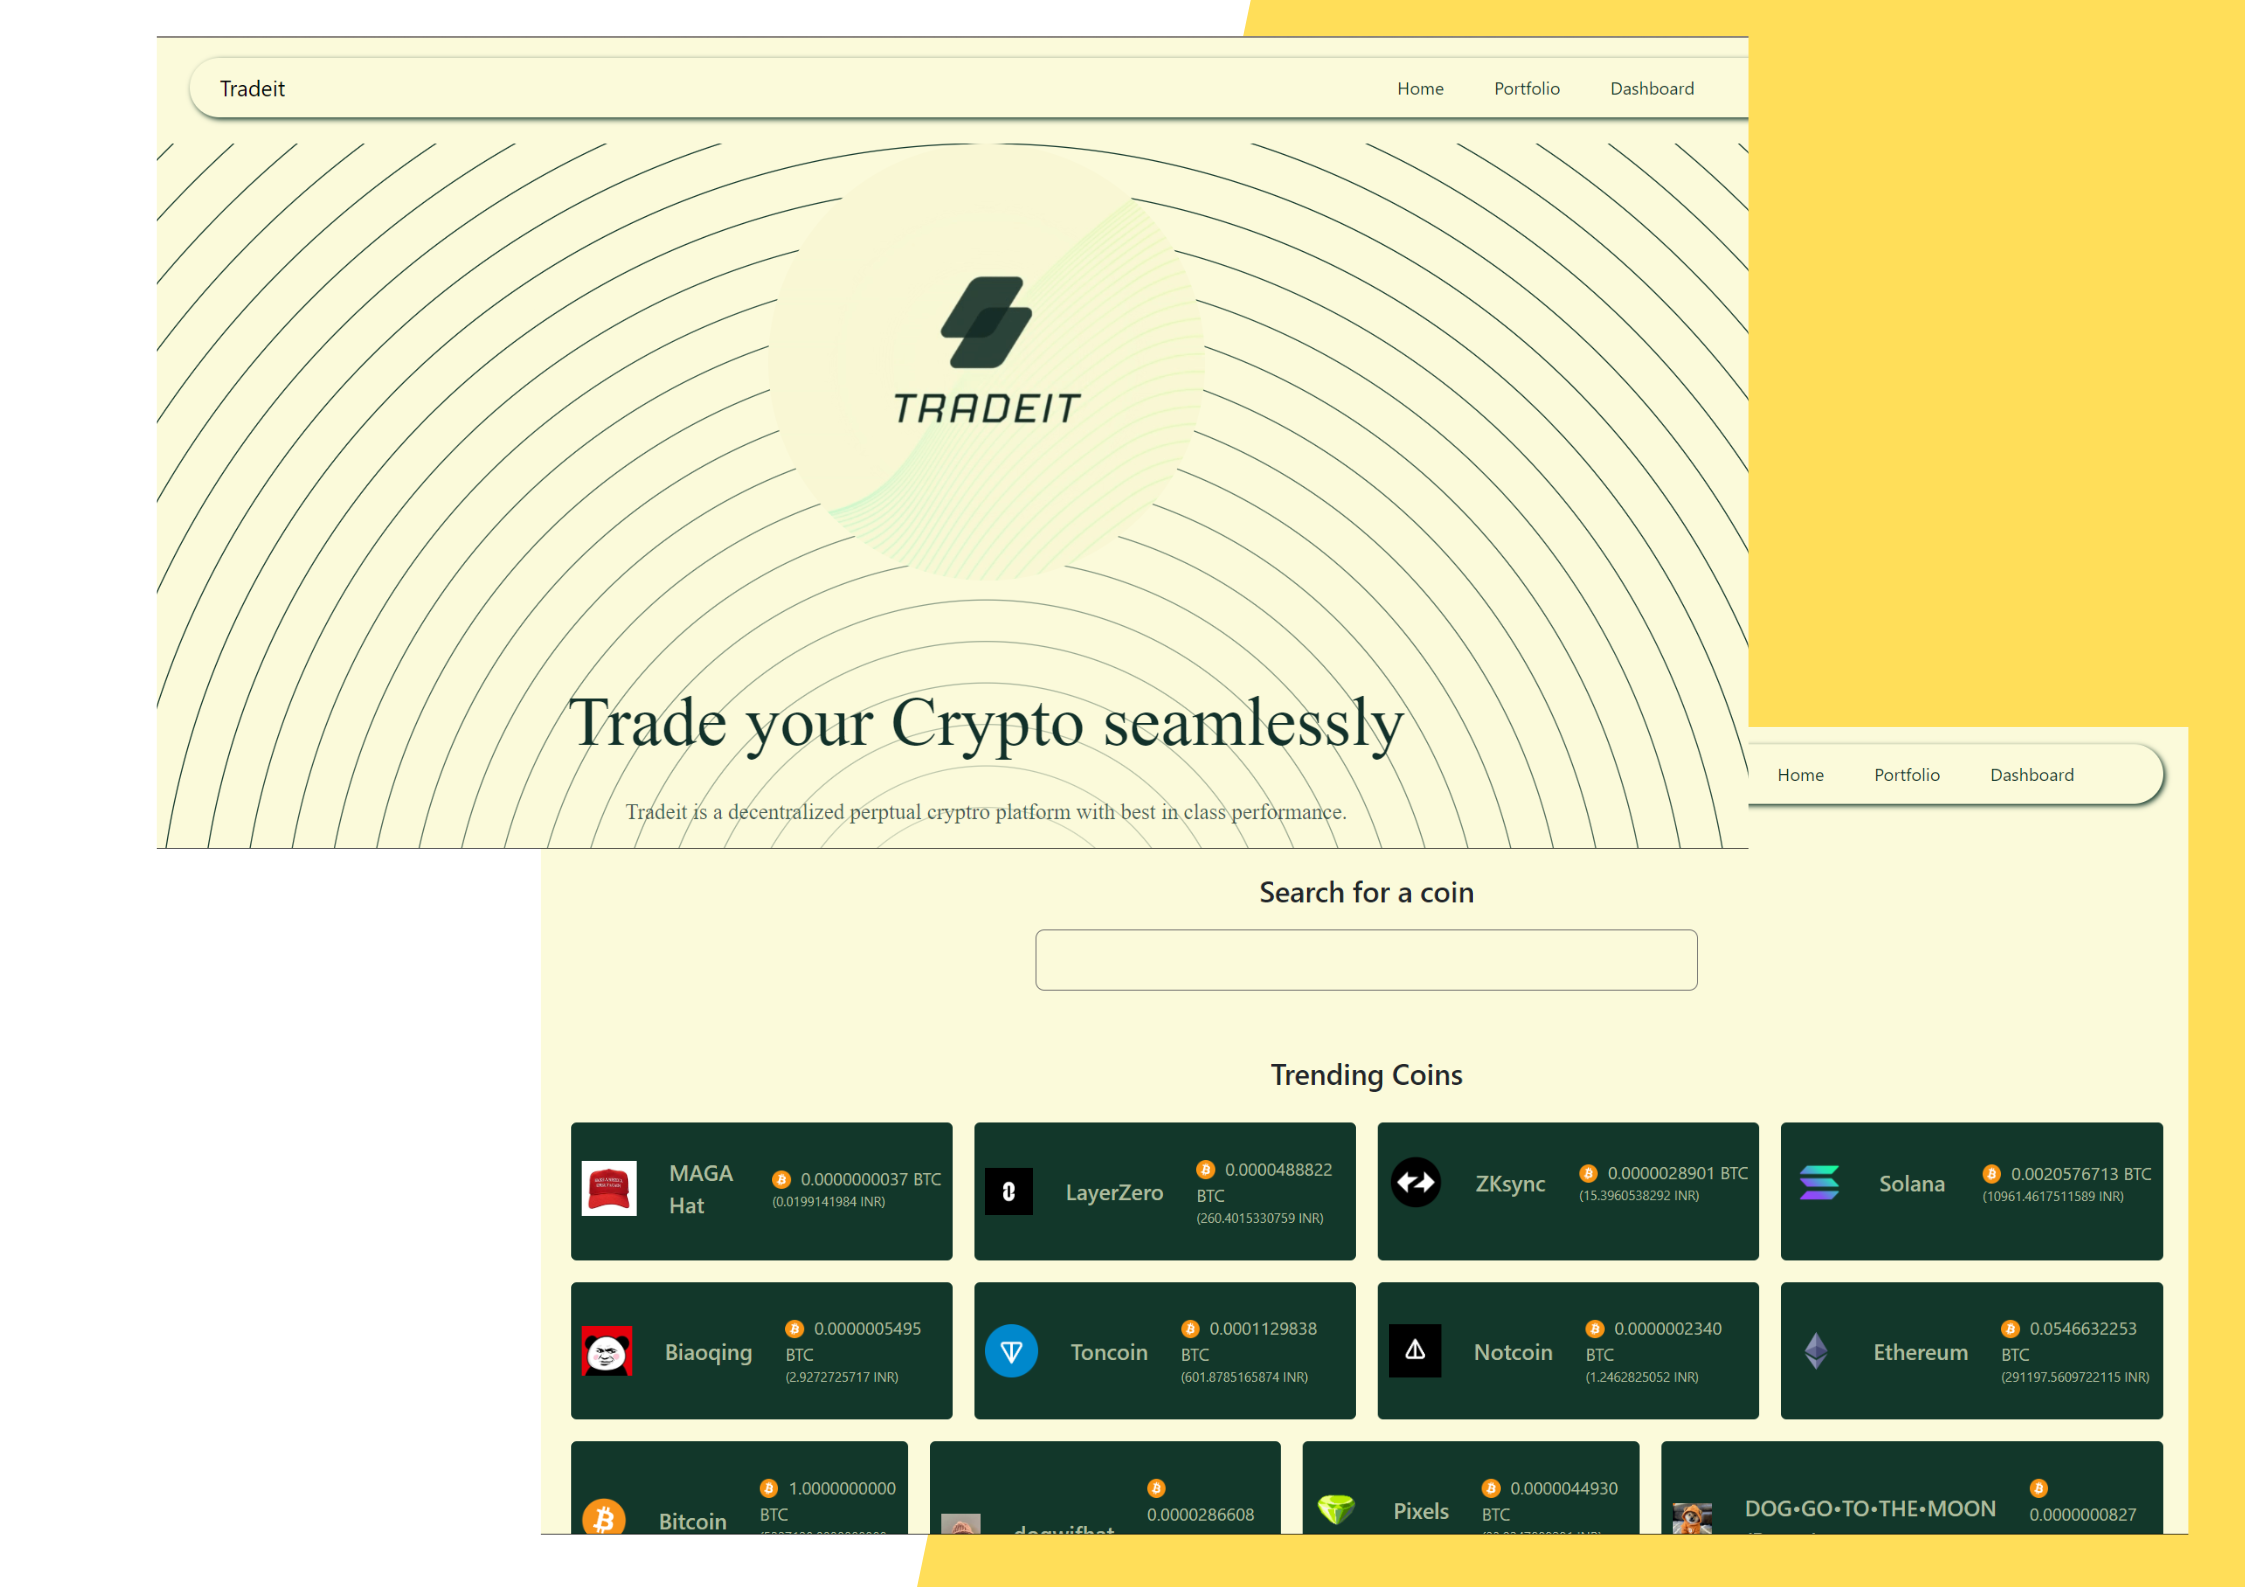 Tradeit
Home Portfolio Dashboard
TRADEIT
Trade your Crypto seamlessly
Tradeit is a decentralized perptual cryptro platform with best in class performance.
Home Portfolio Dashboard
Search for a coin
Trending Coins
MAGA
Hat
0.0000000037 BTC
(0.0199141984 INR)
LayerZero
0.0000488822
BTC
(260.4015330759 INR)
ZKsync
0.0000028901 BTC
(15.3960538292 INR)
Solana
0.0020576713 BTC
(10961.4617511589 INR)
Biaoqing
0.0000005495
BTC
(2.9272725717 INR)
Toncoin
0.0001129838
BTC
(601.8785165874 INR)
Notcoin
0.0000002340
BTC
(1.2462825052 INR)
Ethereum
0.0546632253
BTC
(291197.5609722115 INR)
Bitcoin
1.0000000000
BTC
dogwifhat
0.0000286608
Pixels
0.0000044930
BTC
DOG•GO•TO•THE•MOON
0.0000000827